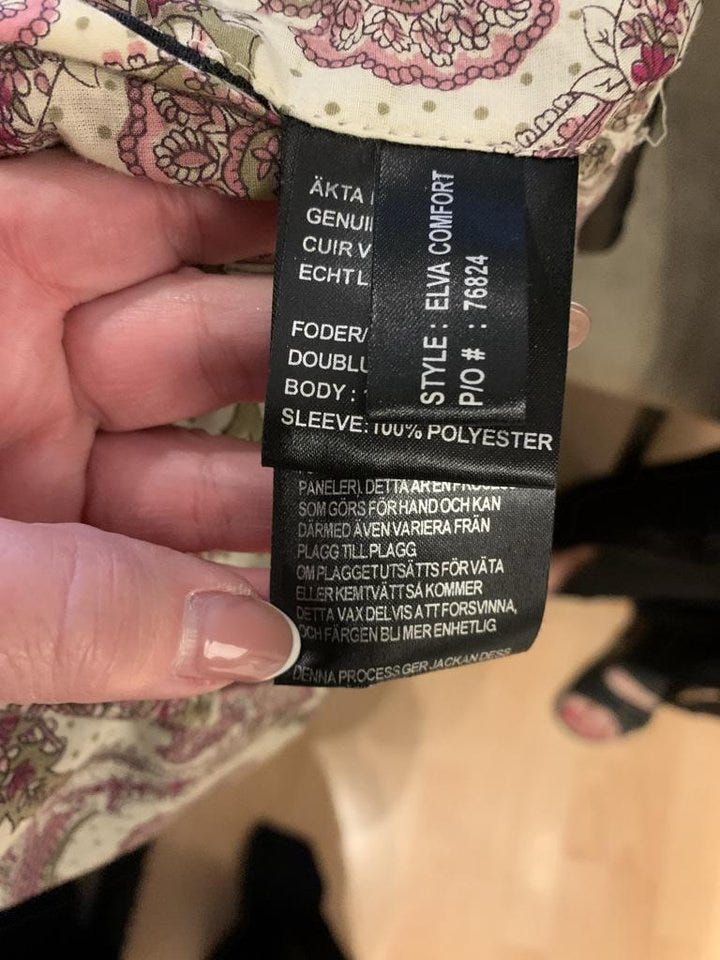 ÄKTA
GENUI
CUIR V
ECHT L
FODER/
DOUBLU
BODY :
SLEEVE: 100% POLYESTER
STYLE : ELVA COMFORT
P/O # : 76824
PANELER). DETTA ÄR EN PROCESS
SOM GÖRS FÖR HAND OCH KAN
DÄRMED ÄVEN VARIERA FRÅN
PLAGG TILL PLAGG
OM PLAGGET UTSÄTTS FÖR VÄTA
ELLER KEMTVÄTT SÅ KOMMER
DETTA VAX DELVIS ATT FORSVINNA,
OCH FÄRGEN BLI MER ENHETLIG
DENNA PROCESS GER JACKAN DESS